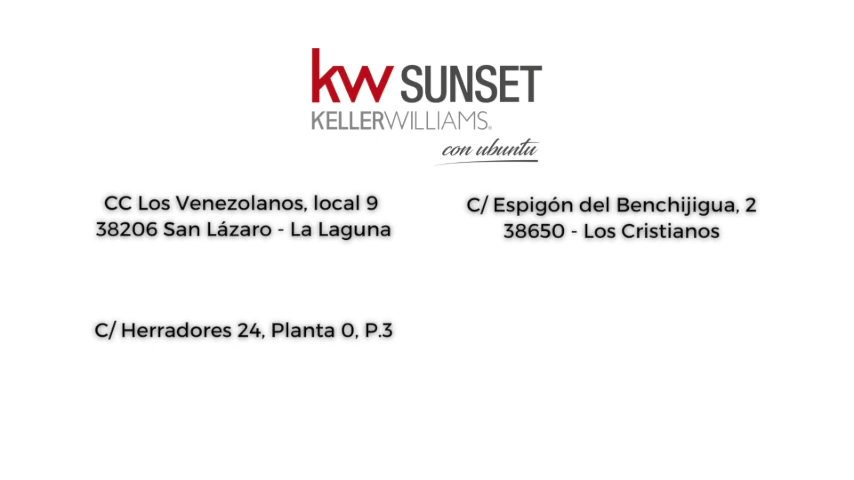 kw SUNSET
KELLERWILLIAMS®
con ubuntu
CC Los Venezolanos, local 9
38206 San Lázaro - La Laguna
C/ Espigón del Benchijigua, 2
38650 - Los Cristianos
C/ Herradores 24, Planta 0, P.3